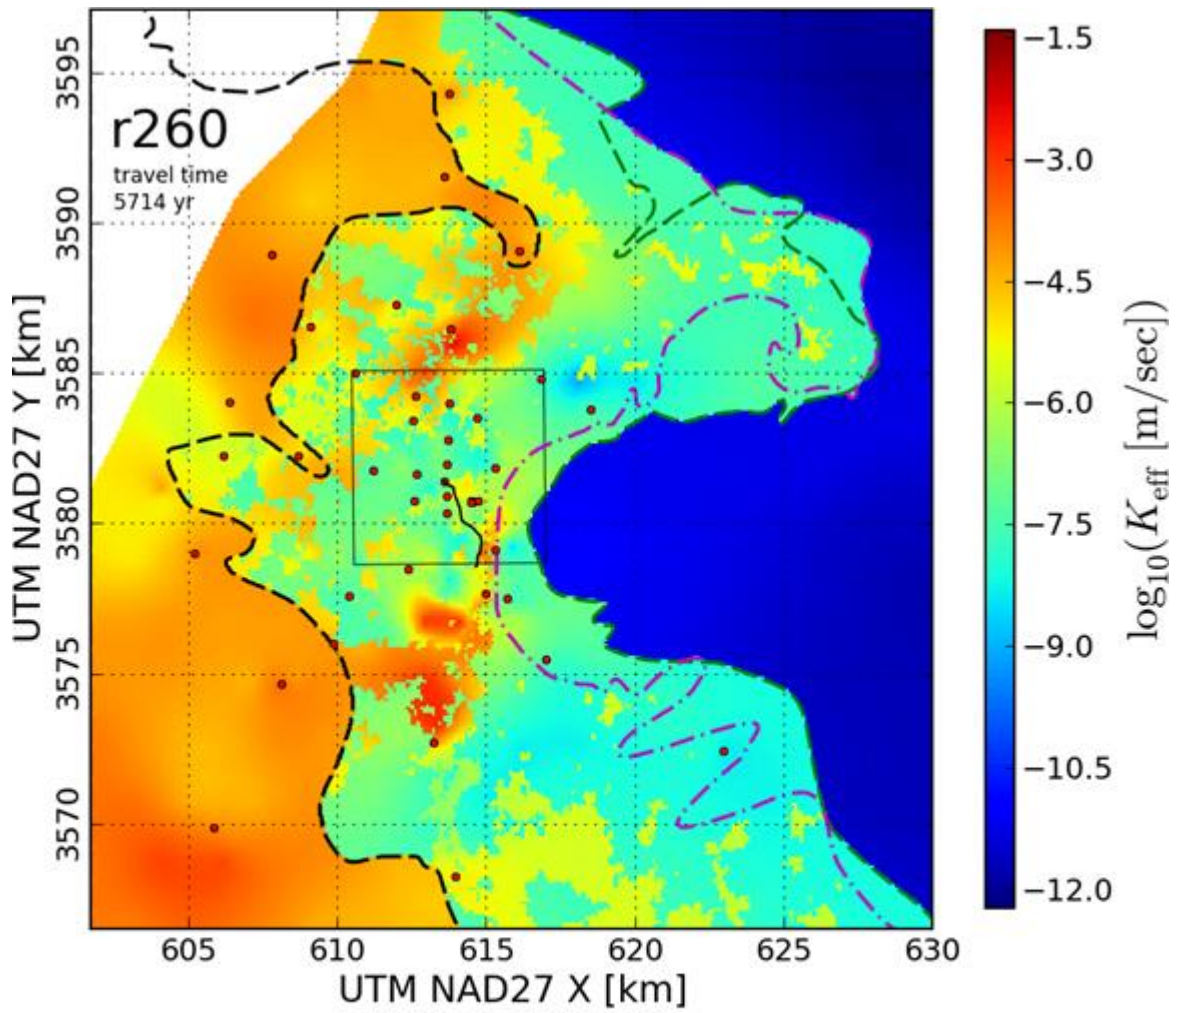 r260
travel time
5714 yr
3595
3590
3585
3580
3575
3570
UTM NAD27 Y [km]
605 610 615 620 625 630
UTM NAD27 X [km]
−1.5
−3.0
−4.5
−6.0
−7.5
−9.0
−10.5
−12.0
log₁₀(K_eff [m/sec])